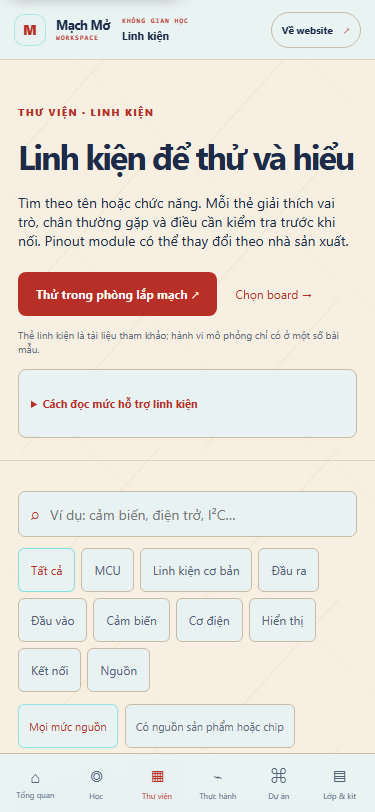 M
Mạch Mở
WORKSPACE
KHÔNG GIAN HỌC
Linh kiện
Về website ↗
THƯ VIỆN · LINH KIỆN
Linh kiện để thử và hiểu
Tìm theo tên hoặc chức năng. Mỗi thẻ giải thích vai
trò, chân thường gặp và điều cần kiểm tra trước khi
nối. Pinout module có thể thay đổi theo nhà sản xuất.
Thử trong phòng lắp mạch ↗
Chọn board →
Thẻ linh kiện là tài liệu tham khảo; hành vi mô phỏng chỉ có ở một số bài
mẫu.
▶ Cách đọc mức hỗ trợ linh kiện
Ví dụ: cảm biến, điện trở, I²C...
Tất cả
MCU
Linh kiện cơ bản
Đầu ra
Đầu vào
Cảm biến
Cơ điện
Hiển thị
Kết nối
Nguồn
Mọi mức nguồn
Có nguồn sản phẩm hoặc chip
Tổng quan
Học
Thư viện
Thực hành
Dự án
Lớp & kit